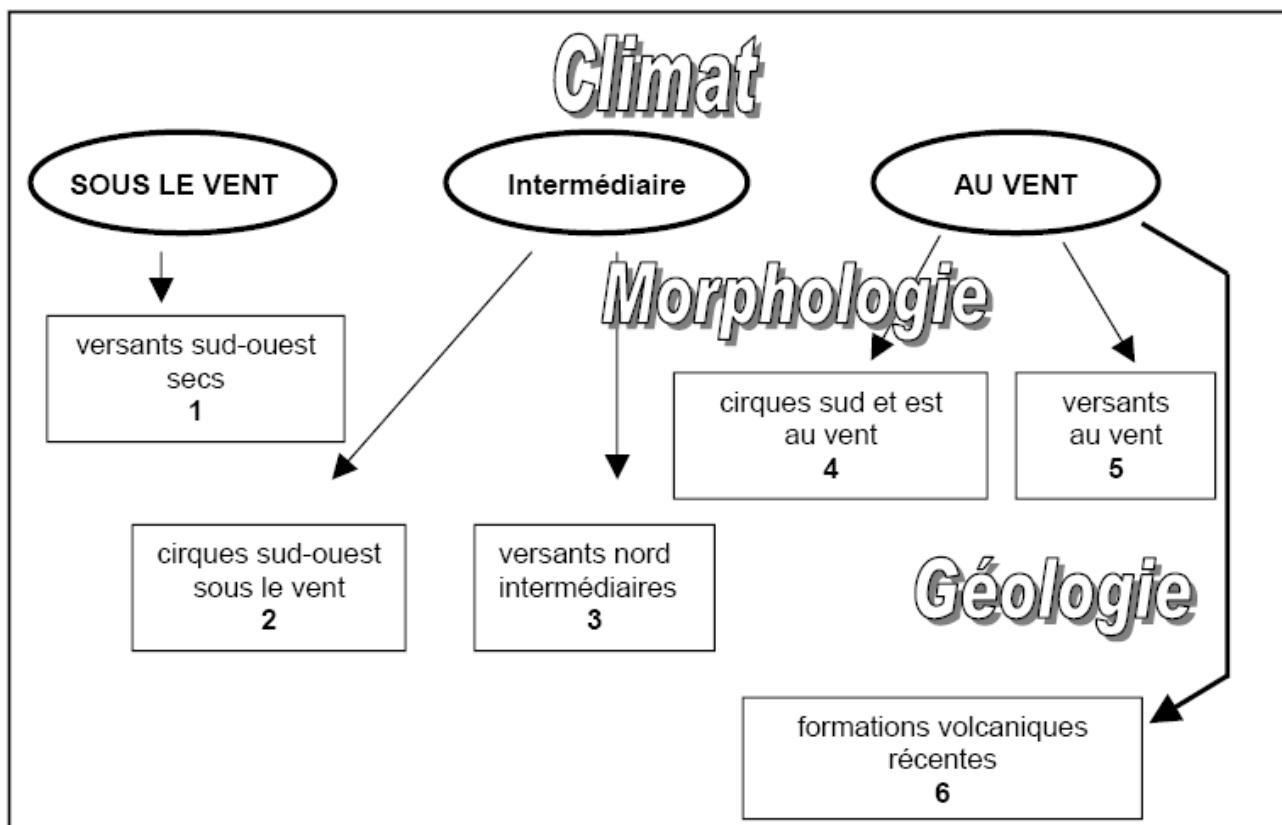 Climat
SOUS LE VENT
Intermédiaire
AU VENT
Morphologie
versants sud-ouest
secs
1
cirques sud et est
au vent
4
versants
au vent
5
cirques sud-ouest
sous le vent
2
versants nord
intermédiaires
3
Géologie
formations volcaniques
récentes
6